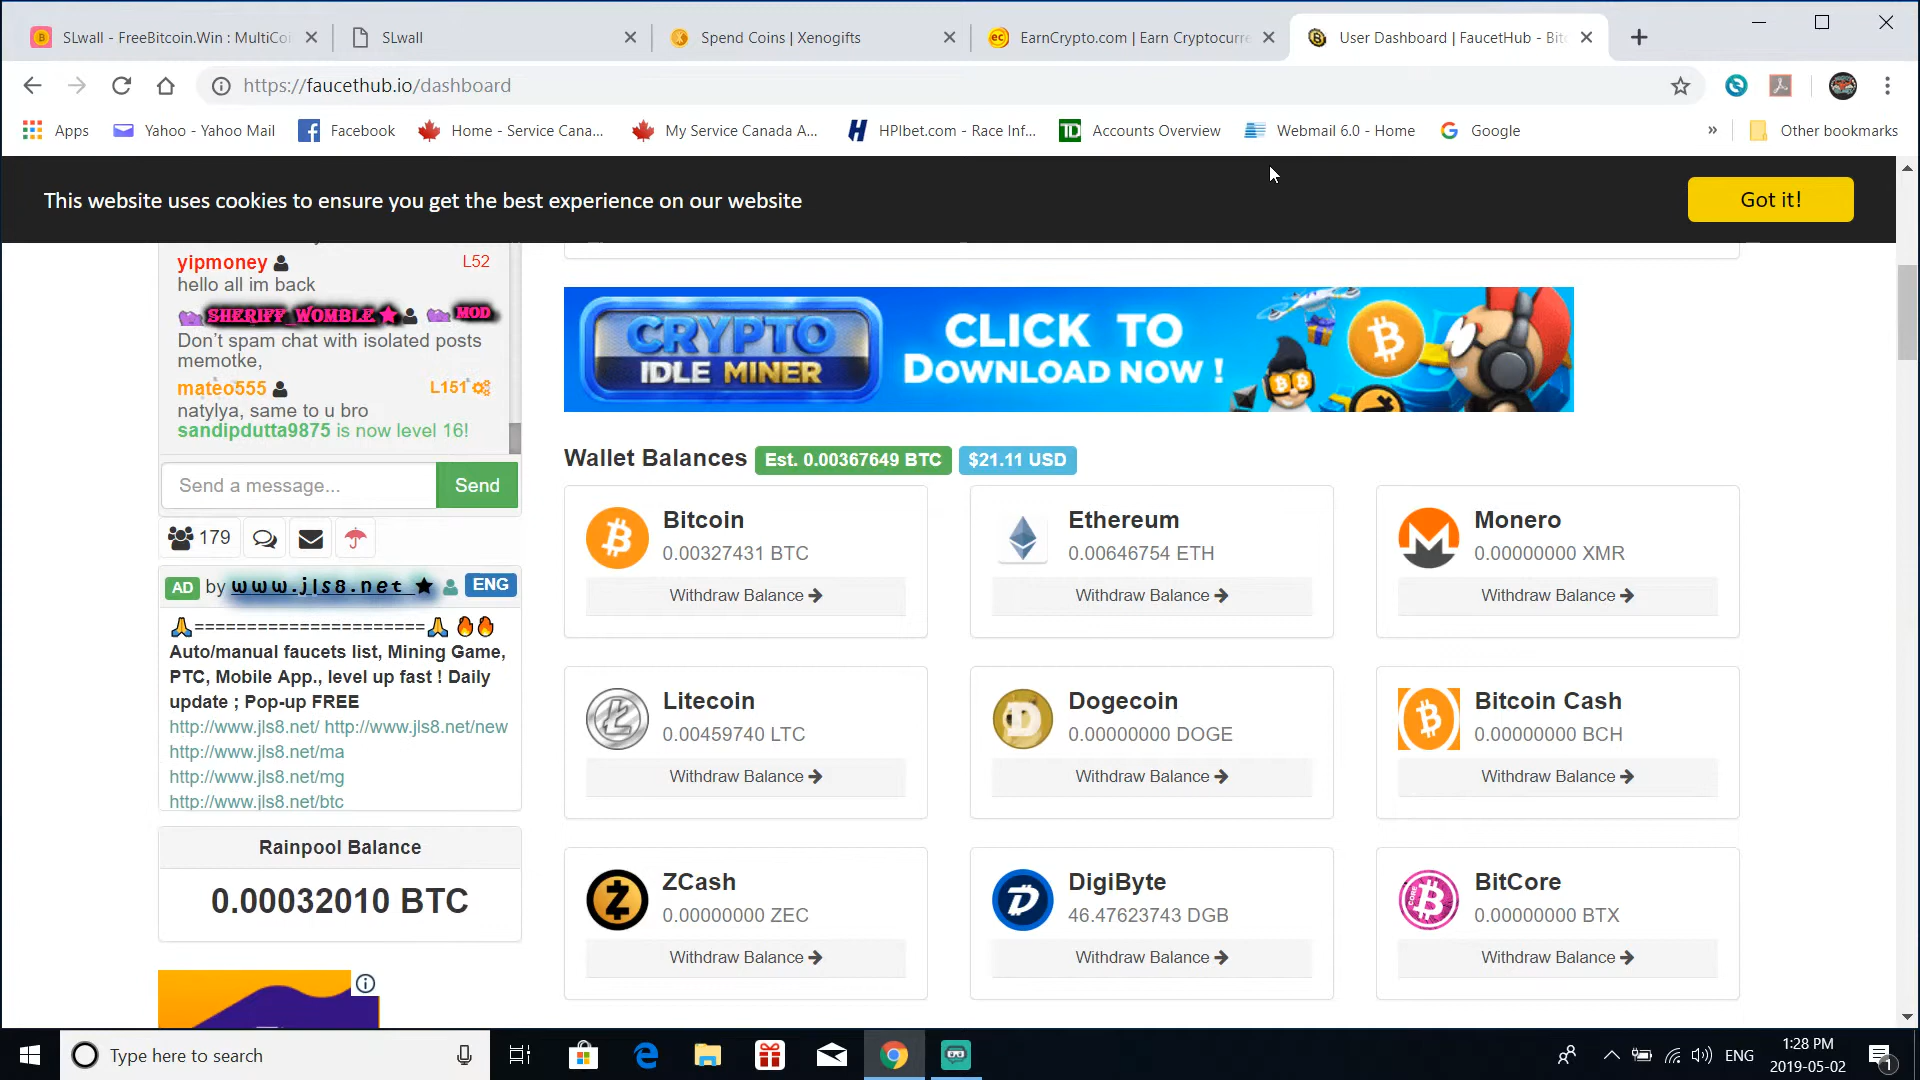 SLwall - FreeBitcoin.Win : MultiCoi
SLwall
Spend Coins | Xenogifts
EarnCrypto.com | Earn Cryptocurre
User Dashboard | FaucetHub - Bit
https://faucethub.io/dashboard
Apps
Yahoo - Yahoo Mail
Facebook
Home - Service Cana...
My Service Canada A...
HPIbet.com - Race Inf...
TD
Accounts Overview
Webmail 6.0 - Home
Google
»
Other bookmarks
This website uses cookies to ensure you get the best experience on our website
Got it!
yipmoney L52
hello all im back
SHERIFF_WOMBLE MOD
Don't spam chat with isolated posts
memotke,
mateo555 L151
natylya, same to u bro
sandipdutta9875 is now level 16!
Send a message... Send
179
AD by www.jls8.net ENG
======================
Auto/manual faucets list, Mining Game,
PTC, Mobile App., level up fast ! Daily
update ; Pop-up FREE
http://www.jls8.net/ http://www.jls8.net/new
http://www.jls8.net/ma
http://www.jls8.net/mg
http://www.jls8.net/btc
Rainpool Balance
0.00032010 BTC
CRYPTO
IDLE MINER
CLICK TO
DOWNLOAD NOW !
Wallet Balances Est. 0.00367649 BTC $21.11 USD
Bitcoin
0.00327431 BTC
Withdraw Balance
Ethereum
0.00646754 ETH
Withdraw Balance
Monero
0.00000000 XMR
Withdraw Balance
Litecoin
0.00459740 LTC
Withdraw Balance
Dogecoin
0.00000000 DOGE
Withdraw Balance
Bitcoin Cash
0.00000000 BCH
Withdraw Balance
ZCash
0.00000000 ZEC
Withdraw Balance
DigiByte
46.47623743 DGB
Withdraw Balance
BitCore
0.00000000 BTX
Withdraw Balance
Type here to search
ENG
1:28 PM
2019-05-02
1